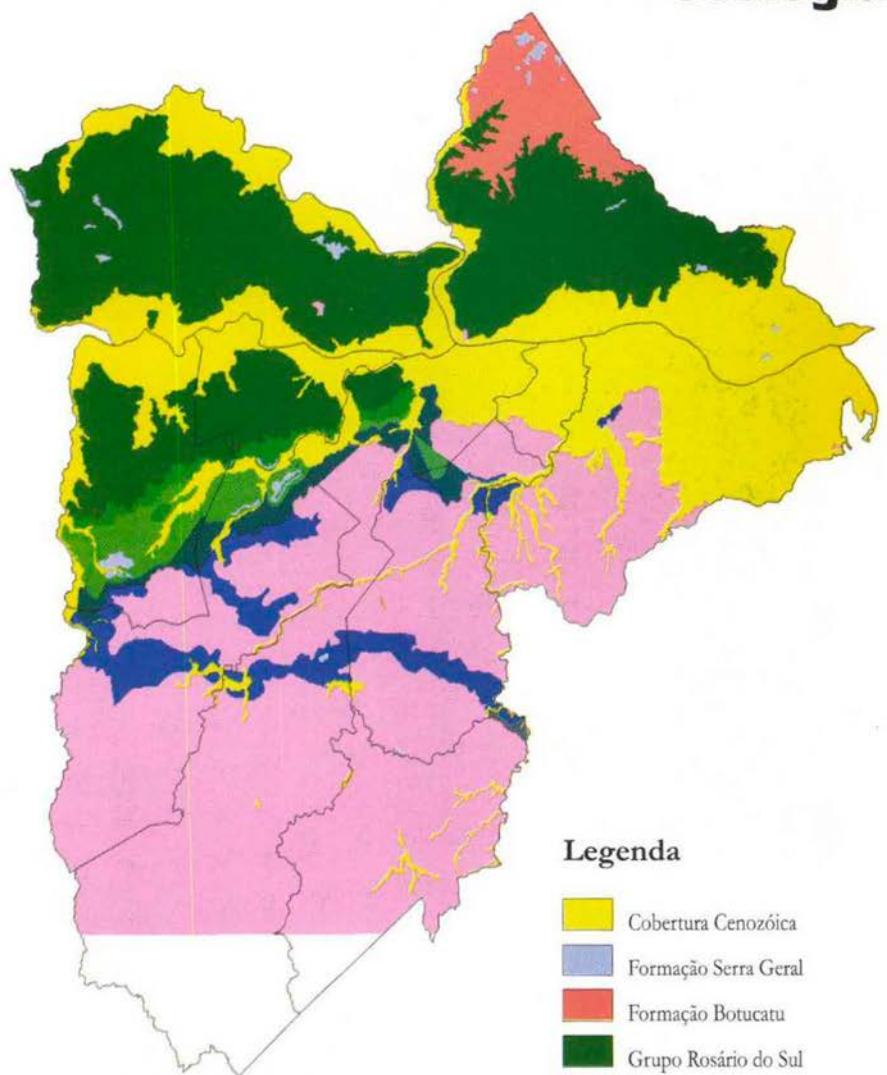 Legenda
Cobertura Cenozóica
Formação Serra Geral
Formação Botucatu
Grupo Rosário do Sul